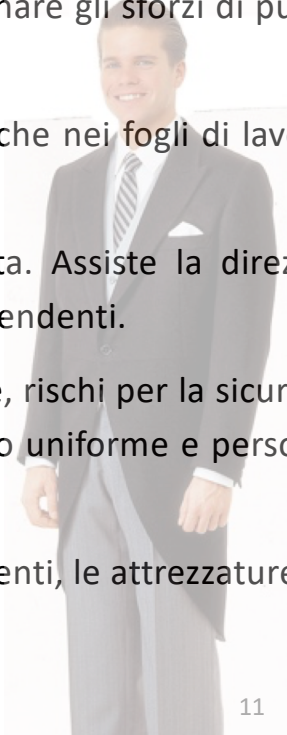 nare gli sforzi di pu
che nei fogli di lav
ta. Assiste la direz
endenti.
e, rischi per la sicur
o uniforme e perso
enti, le attrezzature
11